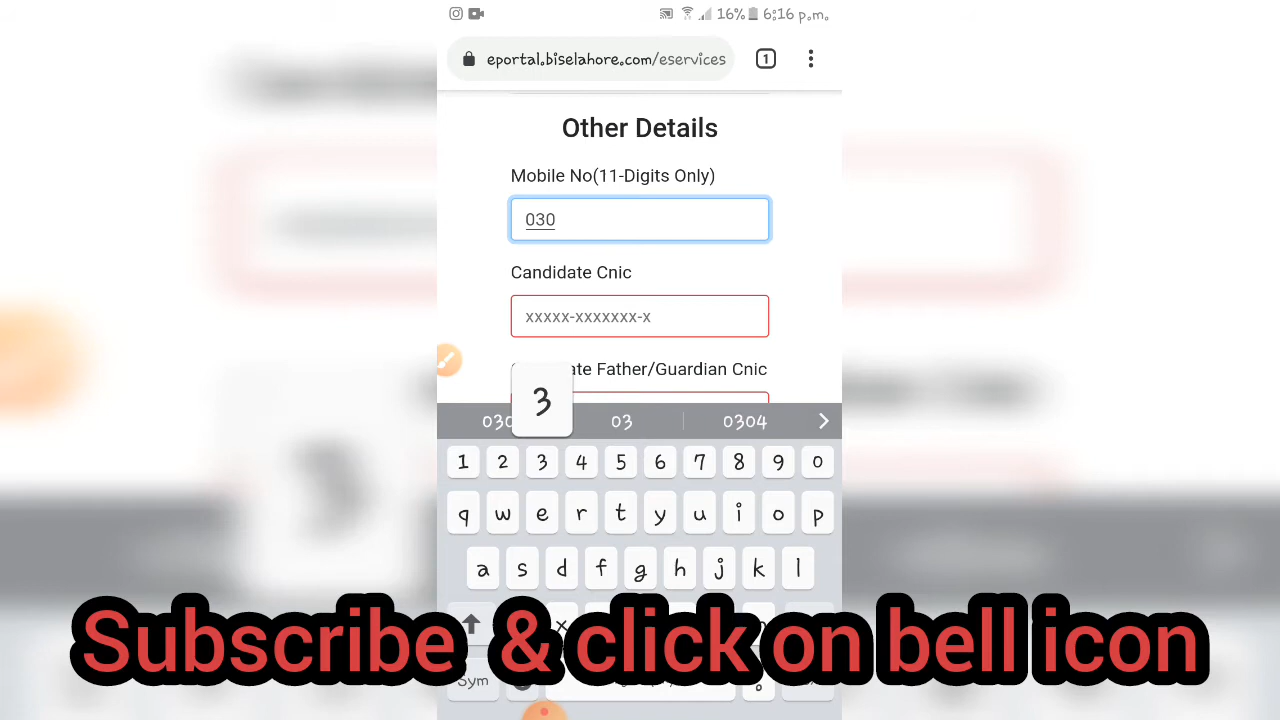 16% 6:16 p.m.
eportal.biselahore.com/eservices
1
Other Details
Mobile No(11-Digits Only)
030
Candidate Cnic
xxxxx-xxxxxxx-x
Father/Guardian Cnic
3
03 0304
1 2 3 4 5 6 7 8 9 0
q w e r t y u i o p
a s d f g h j k l
x
Subscribe & click on bell icon
Sym